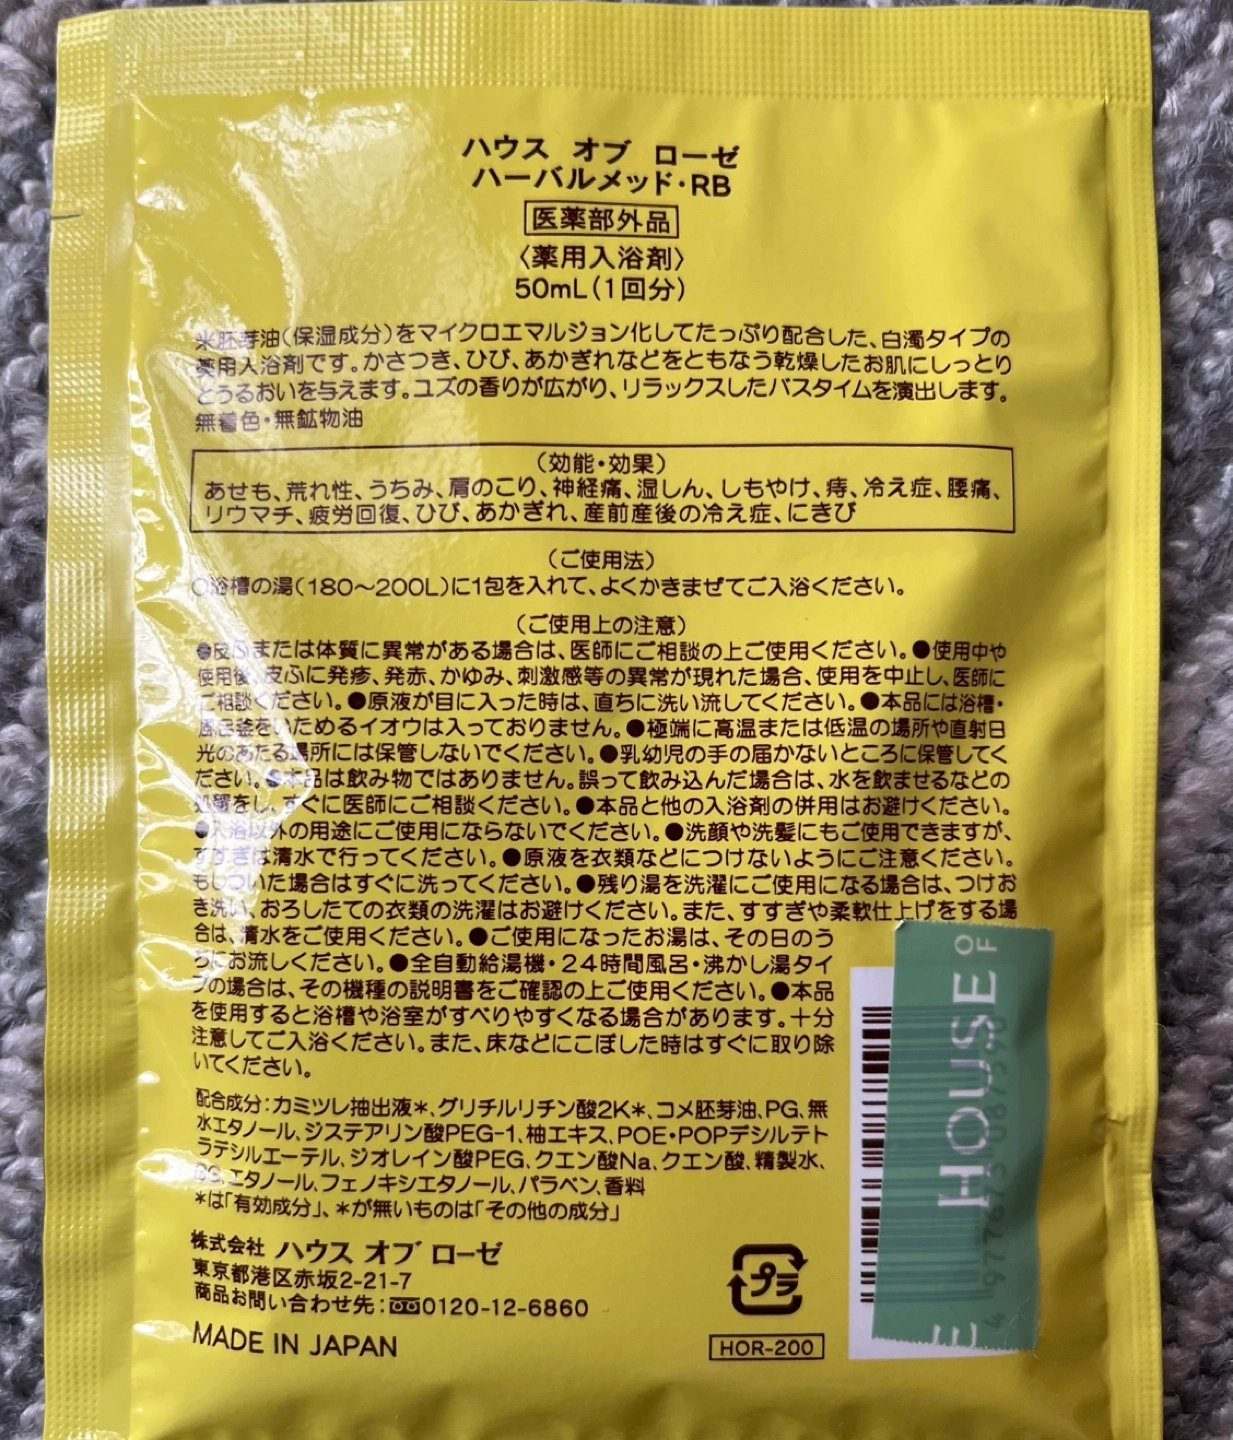 ハウス オブ ローゼ
ハーバルメッド・RB
医薬部外品
〈薬用入浴剤〉
50mL(1回分)
米胚芽油(保湿成分)をマイクロエマルジョン化してたっぷり配合した、白濁タイプの
薬用入浴剤です。かさつき、ひび、あかぎれなどをともなう乾燥したお肌にしっとり
とうるおいを与えます。ユズの香りが広がり、リラックスしたバスタイムを演出します。
無着色・無鉱物油
(効能・効果)
あせも、荒れ性、うちみ、肩のこり、神経痛、湿しん、しもやけ、痔、冷え症、腰痛、
リウマチ、疲労回復、ひび、あかぎれ、産前産後の冷え症、にきび
(ご使用法)
○浴槽の湯(180〜200L)に1包を入れて、よくかきまぜてご入浴ください。
(ご使用上の注意)
●皮ふまたは体質に異常がある場合は、医師にご相談の上ご使用ください。●使用中や
使用後、皮ふに発疹、発赤、かゆみ、刺激感等の異常が現れた場合、使用を中止し、医師に
ご相談ください。●原液が目に入った時は、直ちに洗い流してください。●本品には浴槽・
風呂釜をいためるイオウは入っておりません。●極端に高温または低温の場所や直射日
光のあたる場所には保管しないでください。●乳幼児の手の届かないところに保管してく
ださい。●本品は飲み物ではありません。誤って飲み込んだ場合は、水を飲ませるなどの
処置をし、すぐに医師にご相談ください。●本品と他の入浴剤の併用はお避けください。
●入浴以外の用途にご使用にならないでください。●洗顔や洗髪にもご使用できますが、
すすぎは清水で行ってください。●原液を衣類などにつけないようにご注意ください。
もしついた場合はすぐに洗ってください。●残り湯を洗濯にご使用になる場合は、つけお
き洗い、おろしたての衣類の洗濯はお避けください。また、すすぎや柔軟仕上げをする場
合は、清水をご使用ください。●ご使用になったお湯は、その日のう
ちにお流しください。●全自動給湯機・24時間風呂・沸かし湯タイ
プの場合は、その機種の説明書をご確認の上ご使用ください。●本品
を使用すると浴槽や浴室がすべりやすくなる場合があります。十分
注意してご入浴ください。また、床などにこぼした時はすぐに取り除
いてください。
配合成分:カミツレ抽出液*、グリチルリチン酸2K*、コメ胚芽油、PG、無
水エタノール、ジステアリン酸PEG-1、柚エキス、POE・POPデシルテト
ラデシルエーテル、ジオレイン酸PEG、クエン酸Na、クエン酸、精製水、
BG、エタノール、フェノキシエタノール、パラベン、香料
*は「有効成分」、*が無いものは「その他の成分」
株式会社 ハウス オブ ローゼ
東京都港区赤坂2-21-7
商品お問い合わせ先:0120-12-6860
MADE IN JAPAN
プラ
HOR-200
HOUSE OF
E